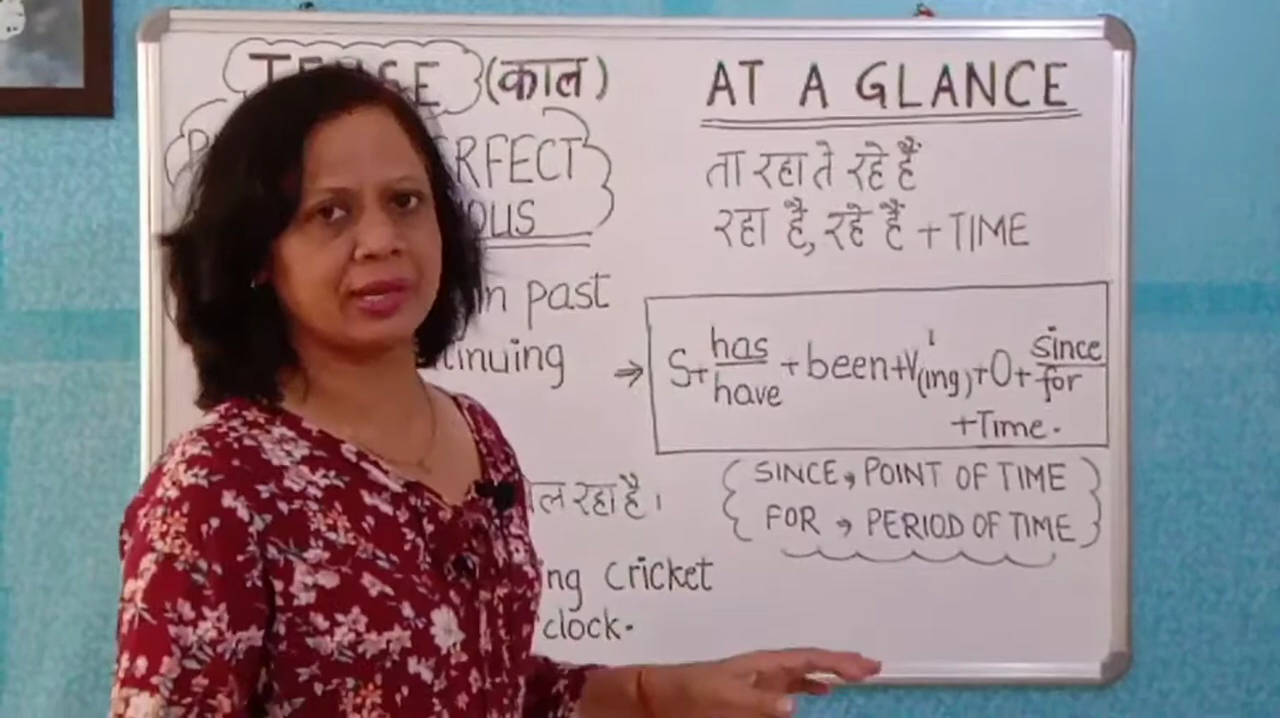 (काल)
RFECT
past
tinuing
ल रहा है।
ng cricket
clock.
AT A GLANCE
ता रहा ते रहे हैं
रहा है, रहे हैं + TIME
⇒ S+ has/have + been+V¹(ing)+O+ since/for
+Time.
SINCE → POINT OF TIME
FOR → PERIOD OF TIME